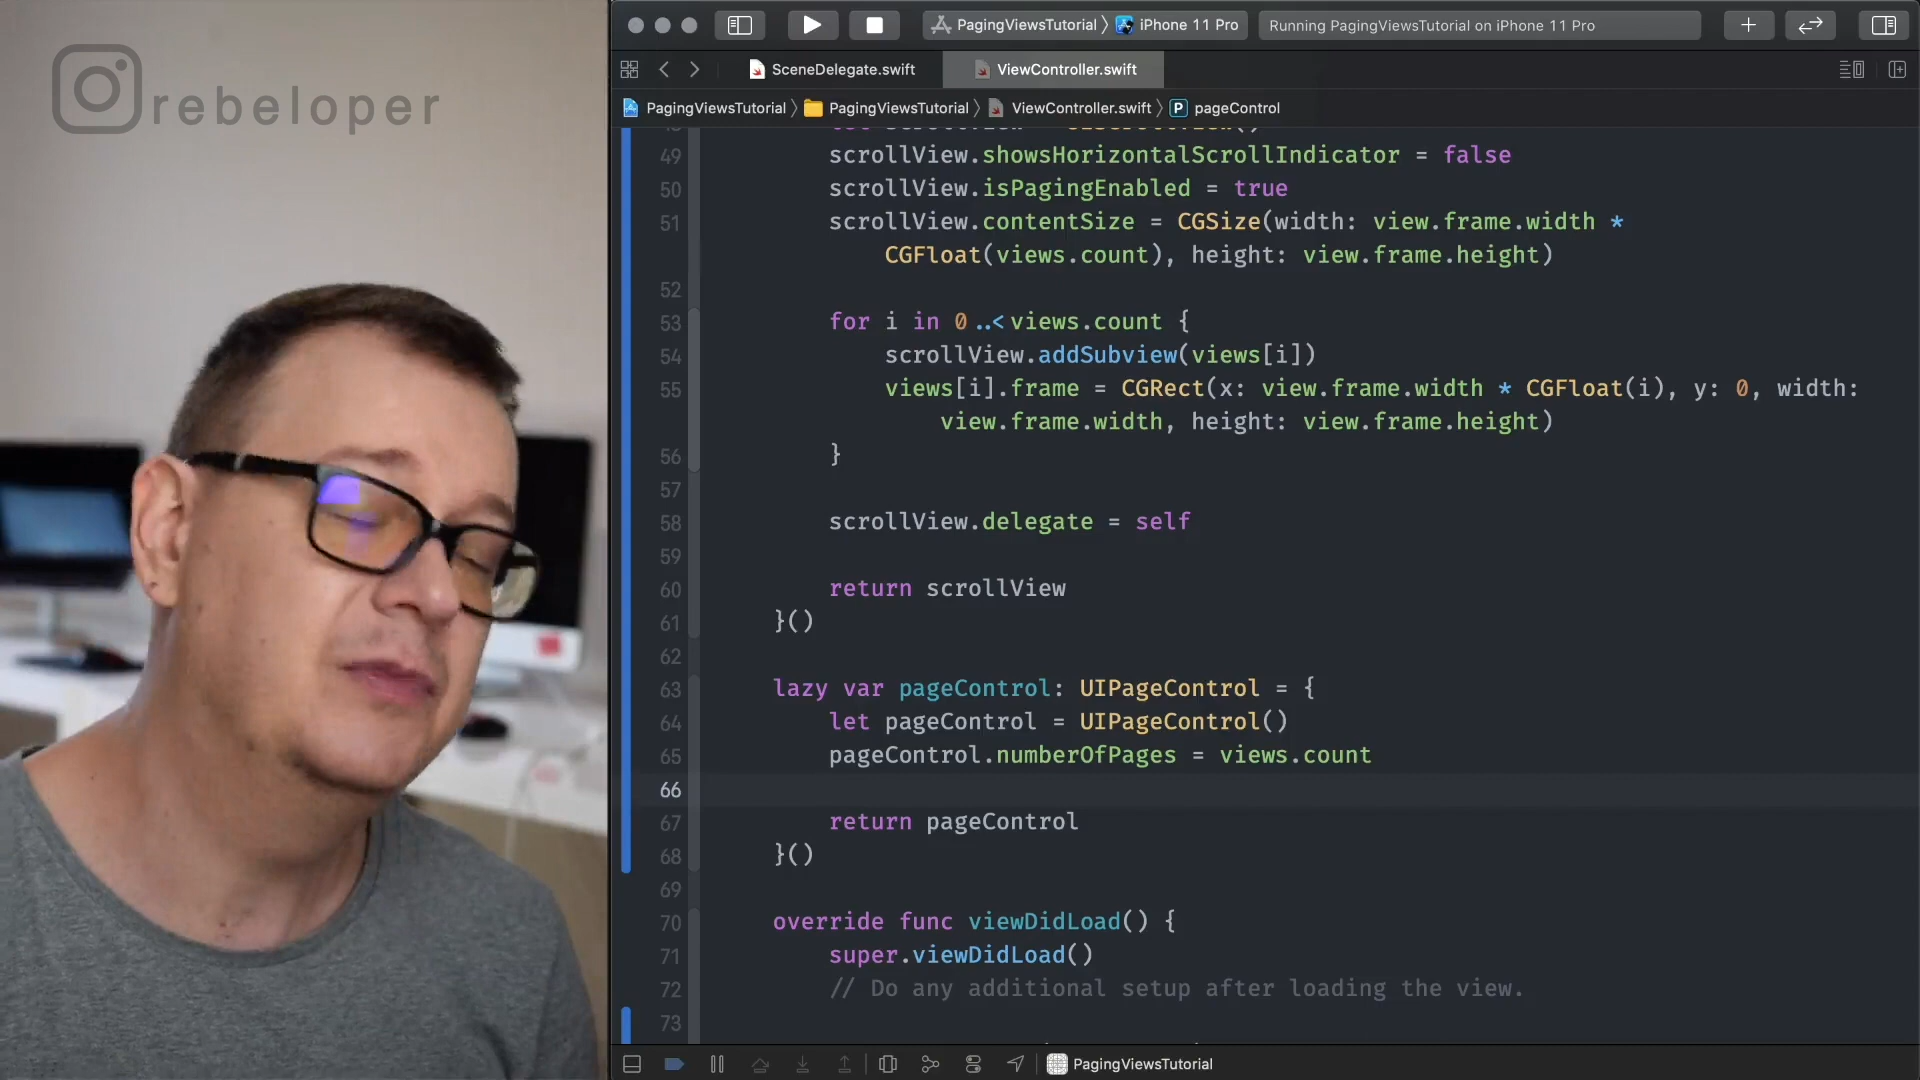 rebeloper
PagingViewsTutorial 〉 iPhone 11 Pro
Running PagingViewsTutorial on iPhone 11 Pro
SceneDelegate.swift
ViewController.swift
PagingViewsTutorial 〉 PagingViewsTutorial 〉 ViewController.swift 〉 P pageControl
49 scrollView.showsHorizontalScrollIndicator = false
50 scrollView.isPagingEnabled = true
51 scrollView.contentSize = CGSize(width: view.frame.width *
CGFloat(views.count), height: view.frame.height)
52
53 for i in 0..<views.count {
54 scrollView.addSubview(views[i])
55 views[i].frame = CGRect(x: view.frame.width * CGFloat(i), y: 0, width:
view.frame.width, height: view.frame.height)
56 }
57
58 scrollView.delegate = self
59
60 return scrollView
61 }()
62
63 lazy var pageControl: UIPageControl = {
64 let pageControl = UIPageControl()
65 pageControl.numberOfPages = views.count
66
67 return pageControl
68 }()
69
70 override func viewDidLoad() {
71 super.viewDidLoad()
72 // Do any additional setup after loading the view.
73
PagingViewsTutorial